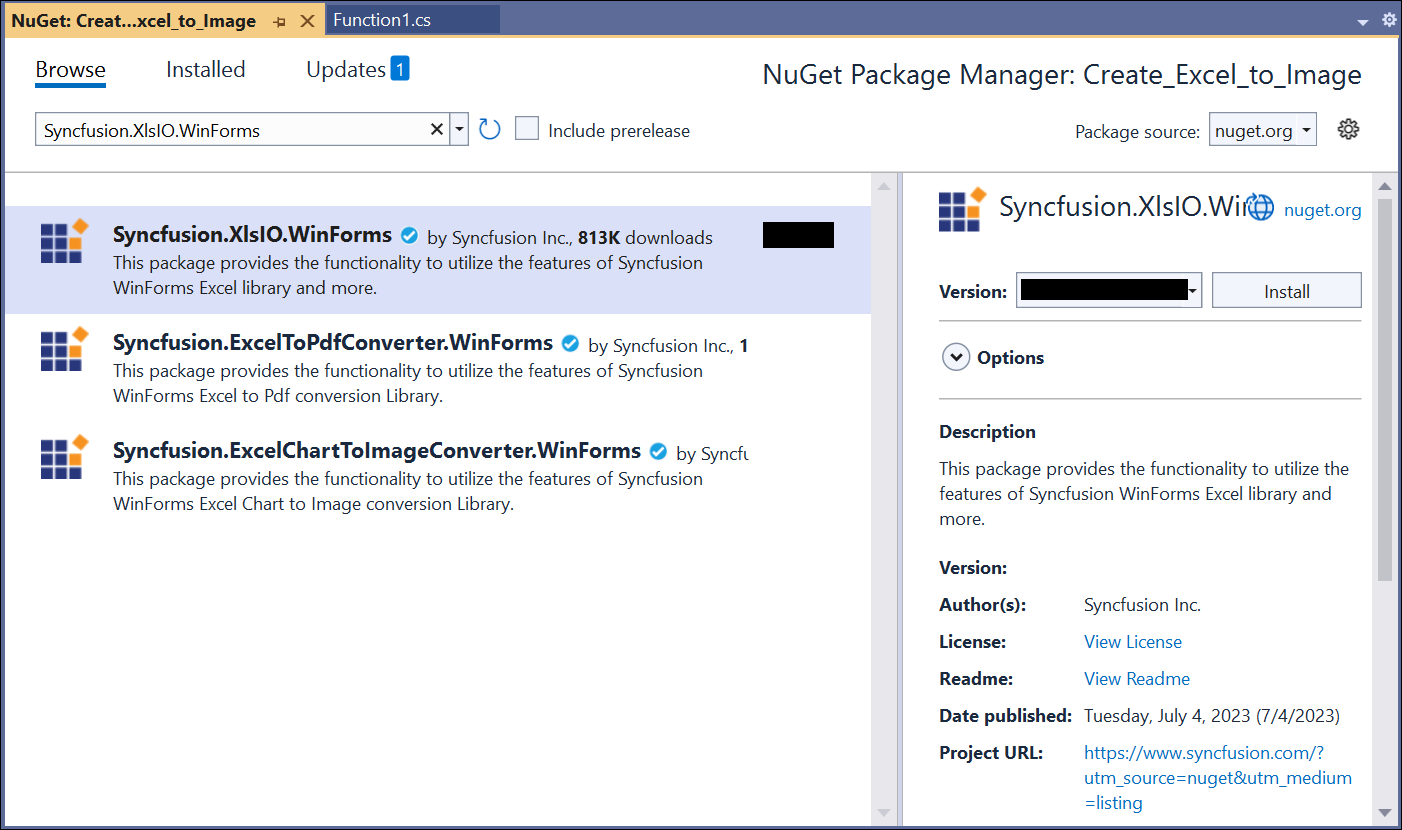 NuGet: Creat...xcel_to_Image
Function1.cs
Browse
Installed
Updates 1
NuGet Package Manager: Create_Excel_to_Image
Syncfusion.XlsIO.WinForms
Include prerelease
Package source: nuget.org
Syncfusion.XlsIO.WinForms by Syncfusion Inc., 813K downloads
This package provides the functionality to utilize the features of Syncfusion
WinForms Excel library and more.
Syncfusion.ExcelToPdfConverter.WinForms by Syncfusion Inc., 1
This package provides the functionality to utilize the features of Syncfusion
WinForms Excel to Pdf conversion Library.
Syncfusion.ExcelChartToImageConverter.WinForms by Syncfu
This package provides the functionality to utilize the features of Syncfusion
WinForms Excel Chart to Image conversion Library.
Syncfusion.XlsIO.Win
nuget.org
Version:
Install
Options
Description
This package provides the functionality to utilize the
features of Syncfusion WinForms Excel library and
more.
Version:
Author(s): Syncfusion Inc.
License: View License
Readme: View Readme
Date published: Tuesday, July 4, 2023 (7/4/2023)
Project URL: https://www.syncfusion.com/?
utm_source=nuget&utm_medium
=listing